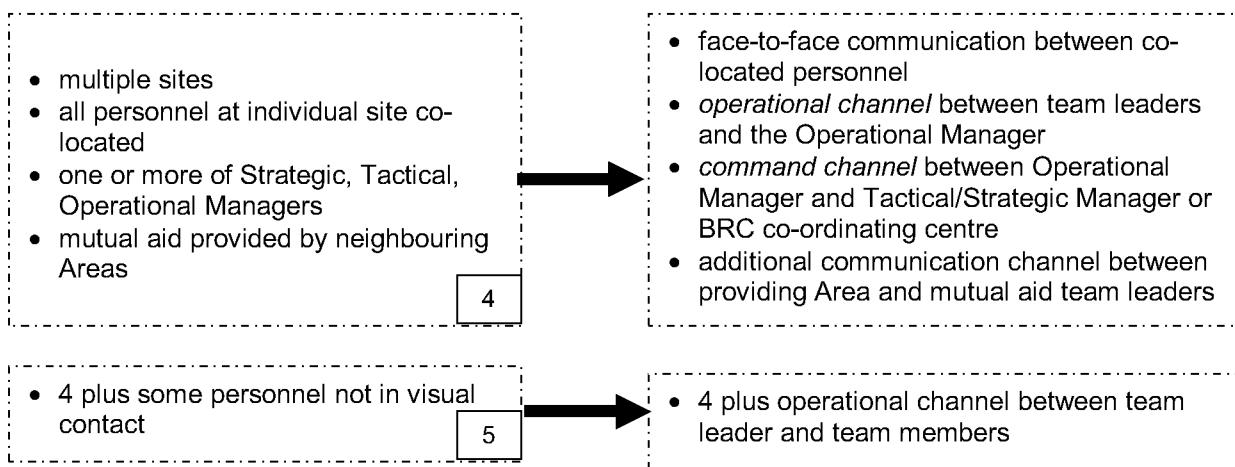 • multiple sites
• all personnel at individual site co-
located
• one or more of Strategic, Tactical,
Operational Managers
• mutual aid provided by neighbouring
Areas
4
• face-to-face communication between co-
located personnel
• operational channel between team leaders
and the Operational Manager
• command channel between Operational
Manager and Tactical/Strategic Manager or
BRC co-ordinating centre
• additional communication channel between
providing Area and mutual aid team leaders
• 4 plus some personnel not in visual
contact
5
• 4 plus operational channel between team
leader and team members